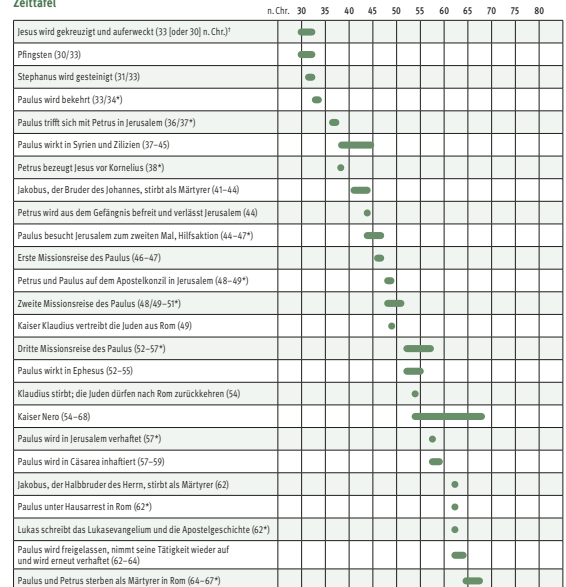 Zeittafel
n. Chr. 30 35 40 45 50 55 60 65 70 75 80
Jesus wird gekreuzigt und auferweckt (33 [oder 30] n. Chr.)†
Pfingsten (30/33)
Stephanus wird gesteinigt (31/33)
Paulus wird bekehrt (33/34*)
Paulus trifft sich mit Petrus in Jerusalem (36/37*)
Paulus wirkt in Syrien und Zilizien (37–45)
Petrus bezeugt Jesus vor Kornelius (38*)
Jakobus, der Bruder des Johannes, stirbt als Märtyrer (41–44)
Petrus wird aus dem Gefängnis befreit und verlässt Jerusalem (44)
Paulus besucht Jerusalem zum zweiten Mal, Hilfsaktion (44–47*)
Erste Missionsreise des Paulus (46–47)
Petrus und Paulus auf dem Apostelkonzil in Jerusalem (48–49*)
Zweite Missionsreise des Paulus (48/49–51*)
Kaiser Klaudius vertreibt die Juden aus Rom (49)
Dritte Missionsreise des Paulus (52–57*)
Paulus wirkt in Ephesus (52–55)
Klaudius stirbt; die Juden dürfen nach Rom zurückkehren (54)
Kaiser Nero (54–68)
Paulus wird in Jerusalem verhaftet (57*)
Paulus wird in Cäsarea inhaftiert (57–59)
Jakobus, der Halbbruder des Herrn, stirbt als Märtyrer (62)
Paulus unter Hausarrest in Rom (62*)
Lukas schreibt das Lukasevangelium und die Apostelgeschichte (62*)
Paulus wird freigelassen, nimmt seine Tätigkeit wieder auf
und wird erneut verhaftet (62–64)
Paulus und Petrus sterben als Märtyrer in Rom (64–67*)